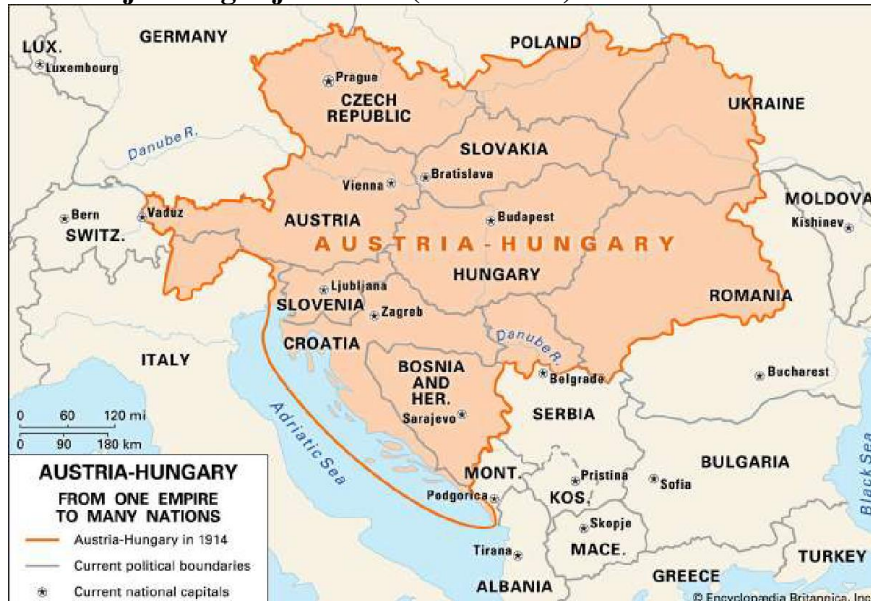 GERMANY
POLAND
LUX.
Luxembourg
Prague
CZECH
REPUBLIC
UKRAINE
Danube R.
SLOVAKIA
Vienna
Bratislava
MOLDOVA
Kishinev
Bern
SWITZ.
Vaduz
AUSTRIA
Budapest
AUSTRIA-HUNGARY
HUNGARY
Ljubljana
SLOVENIA
Zagreb
ROMANIA
ITALY
CROATIA
Danube R.
BOSNIA
AND
HER.
Sarajevo
Belgrade
Bucharest
0 60 120 mi
0 90 180 km
Adriatic Sea
SERBIA
BULGARIA
Black Sea
MONT.
Podgorica
Pristina
KOS.
Sofia
Skopje
MACE.
Tirana
ALBANIA
GREECE
TURKEY
AUSTRIA-HUNGARY
FROM ONE EMPIRE
TO MANY NATIONS
Austria-Hungary in 1914
Current political boundaries
Current national capitals
© Encyclopædia Britannica, Inc.